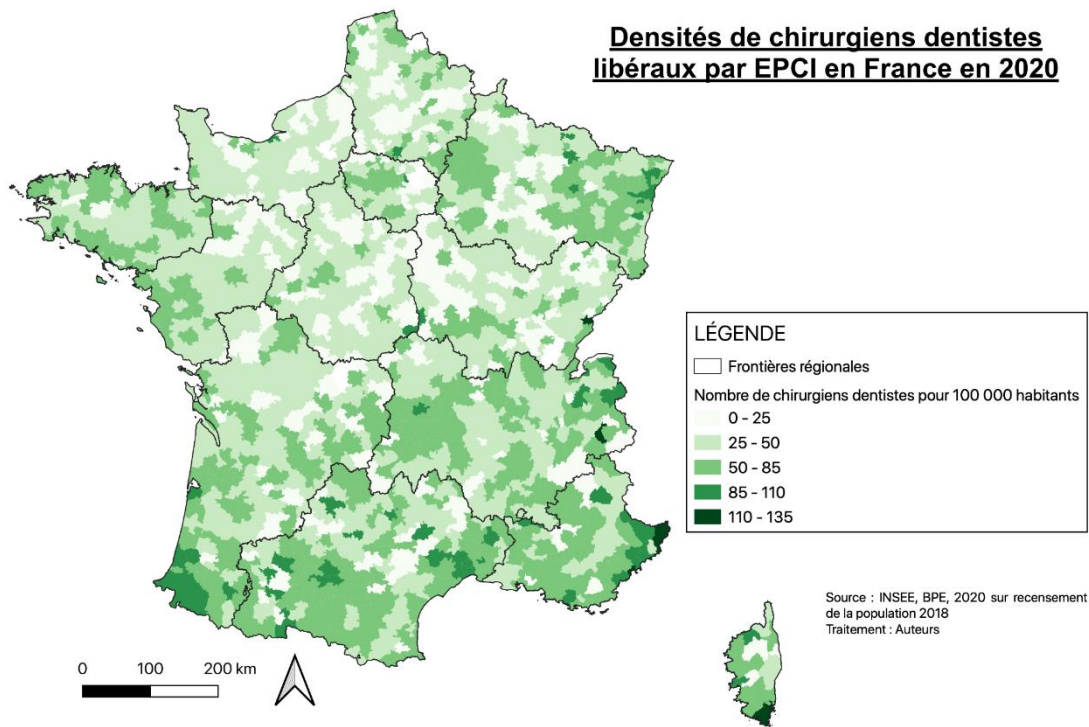 Densités de chirurgiens dentistes
libéraux par EPCI en France en 2020
LÉGENDE
Frontières régionales
Nombre de chirurgiens dentistes pour 100 000 habitants
0 - 25
25 - 50
50 - 85
85 - 110
110 - 135
Source : INSEE, BPE, 2020 sur recensement
de la population 2018
Traitement : Auteurs
0 100 200 km